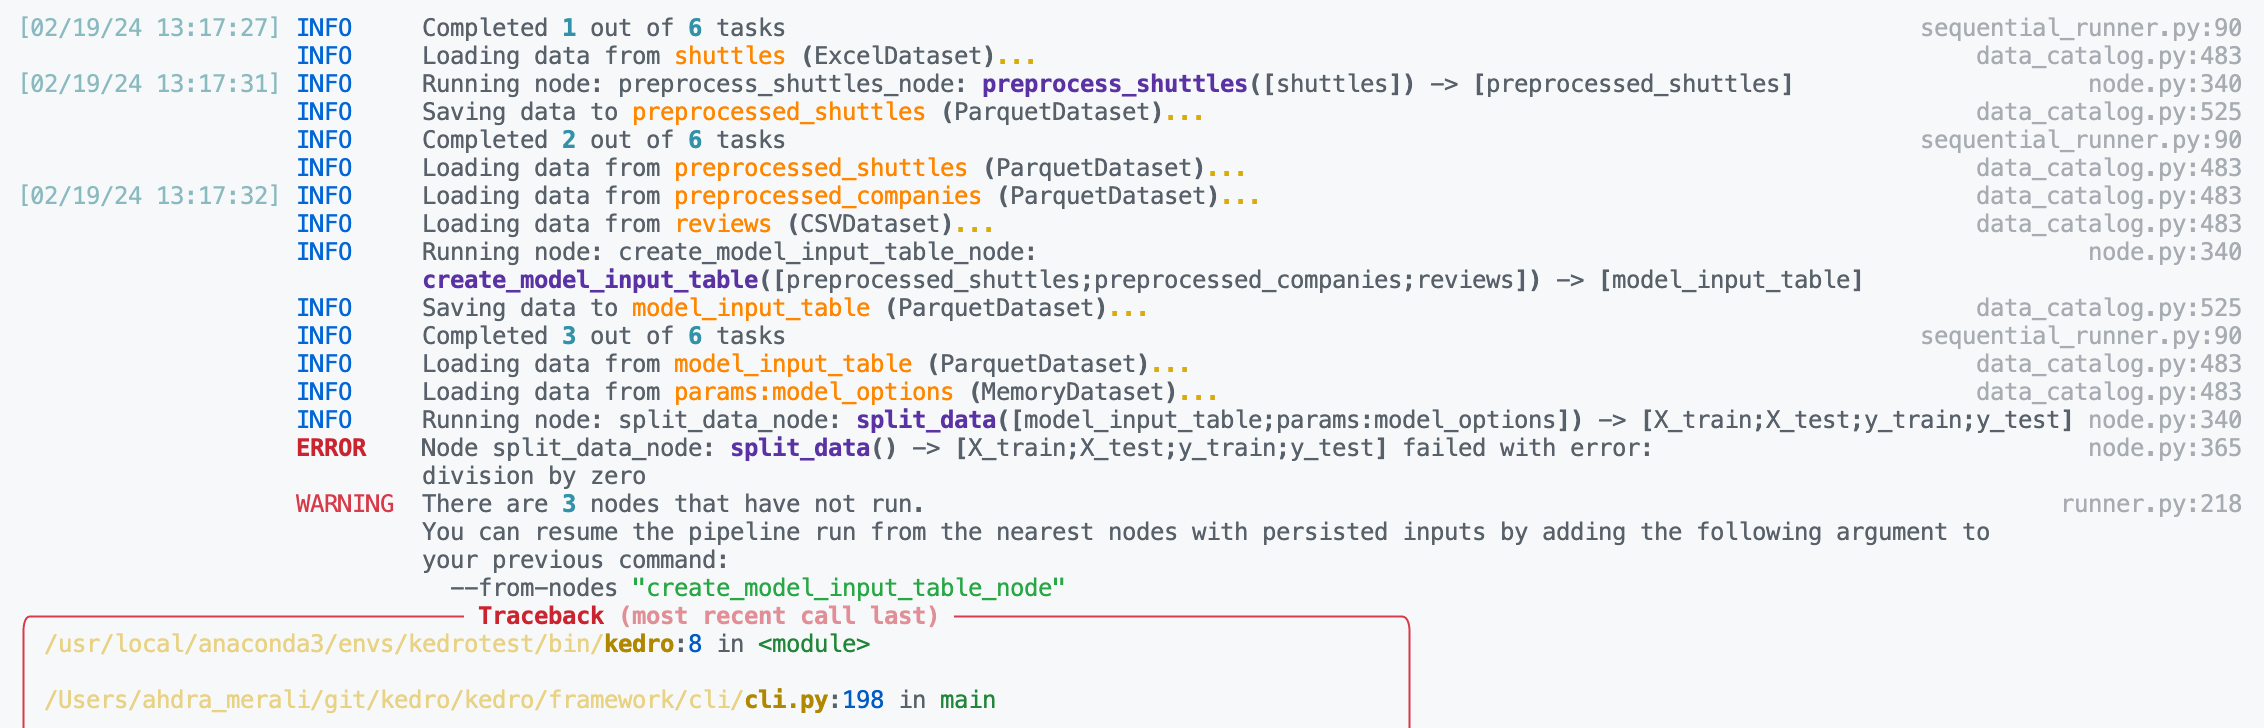 [02/19/24 13:17:27] INFO Completed 1 out of 6 tasks sequential_runner.py:90
INFO Loading data from shuttles (ExcelDataset)... data_catalog.py:483
[02/19/24 13:17:31] INFO Running node: preprocess_shuttles_node: preprocess_shuttles([shuttles]) -> [preprocessed_shuttles] node.py:340
INFO Saving data to preprocessed_shuttles (ParquetDataset)... data_catalog.py:525
INFO Completed 2 out of 6 tasks sequential_runner.py:90
INFO Loading data from preprocessed_shuttles (ParquetDataset)... data_catalog.py:483
[02/19/24 13:17:32] INFO Loading data from preprocessed_companies (ParquetDataset)... data_catalog.py:483
INFO Loading data from reviews (CSVDataset)... data_catalog.py:483
INFO Running node: create_model_input_table_node: node.py:340
create_model_input_table([preprocessed_shuttles;preprocessed_companies;reviews]) -> [model_input_table]
INFO Saving data to model_input_table (ParquetDataset)... data_catalog.py:525
INFO Completed 3 out of 6 tasks sequential_runner.py:90
INFO Loading data from model_input_table (ParquetDataset)... data_catalog.py:483
INFO Loading data from params:model_options (MemoryDataset)... data_catalog.py:483
INFO Running node: split_data_node: split_data([model_input_table;params:model_options]) -> [X_train;X_test;y_train;y_test] node.py:340
ERROR Node split_data_node: split_data() -> [X_train;X_test;y_train;y_test] failed with error: node.py:365
division by zero
WARNING There are 3 nodes that have not run. runner.py:218
You can resume the pipeline run from the nearest nodes with persisted inputs by adding the following argument to
your previous command:
--from-nodes "create_model_input_table_node"
Traceback (most recent call last)
/usr/local/anaconda3/envs/kedrotest/bin/kedro:8 in <module>
/Users/ahdra_merali/git/kedro/kedro/framework/cli/cli.py:198 in main